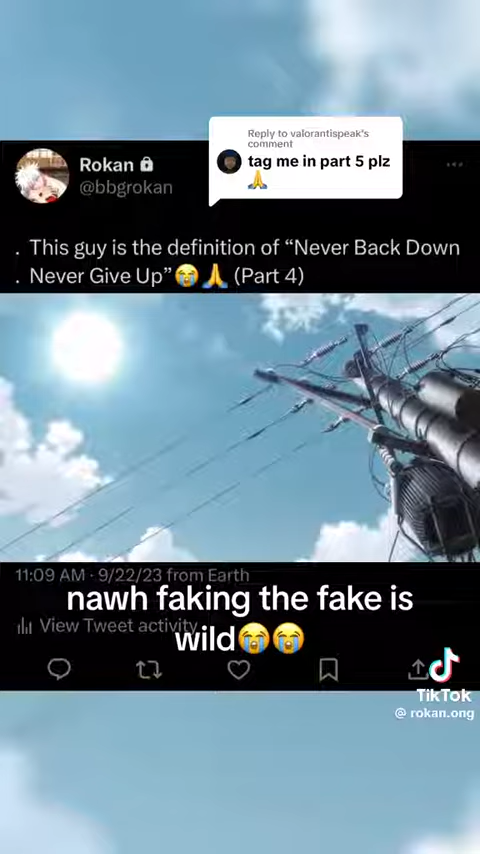 Reply to valorantispeak's
comment
tag me in part 5 plz
🙏
Rokan 🔒
@bbgrokan
. This guy is the definition of “Never Back Down
. Never Give Up”😭🙏 (Part 4)
11:09 AM · 9/22/23 from Earth
nawh faking the fake is
wild😭😭
View Tweet activity
TikTok
@ rokan.ong